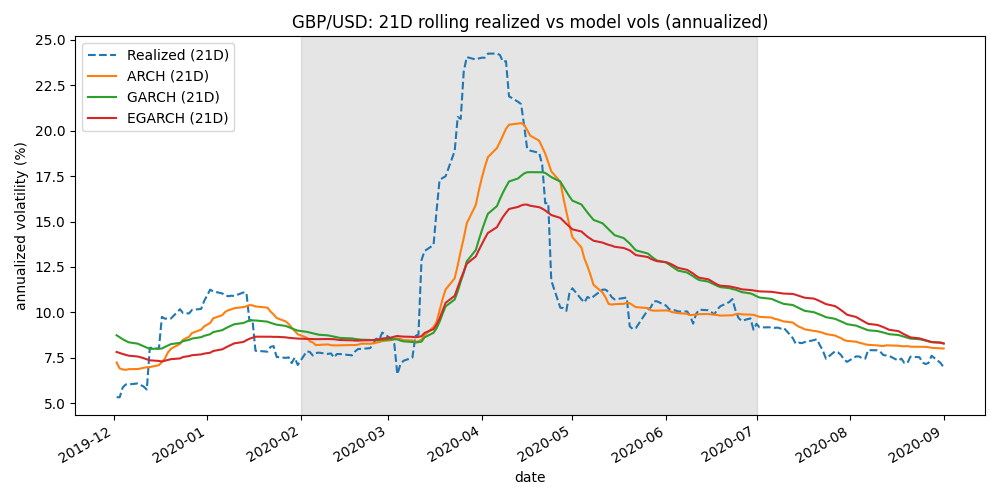 GBP/USD: 21D rolling realized vs model vols (annualized)
25.0
22.5
20.0
17.5
15.0
12.5
10.0
7.5
5.0
annualized volatility (%)
Realized (21D)
ARCH (21D)
GARCH (21D)
EGARCH (21D)
2019-12
2020-01
2020-02
2020-03
2020-04
2020-05
2020-06
2020-07
2020-08
2020-09
date